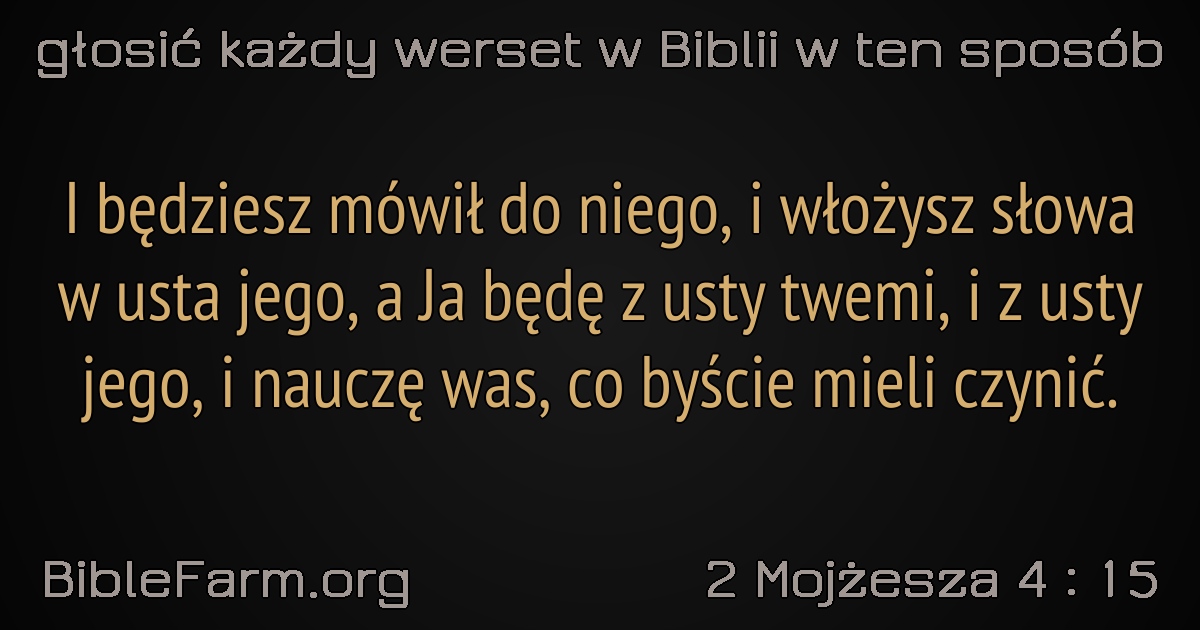 głosić każdy werset w Biblii w ten sposób
I będziesz mówił do niego, i włożysz słowa
w usta jego, a Ja będę z usty twemi, i z usty
jego, i nauczę was, co byście mieli czynić.
BibleFarm.org
2 Mojżesza 4 : 15